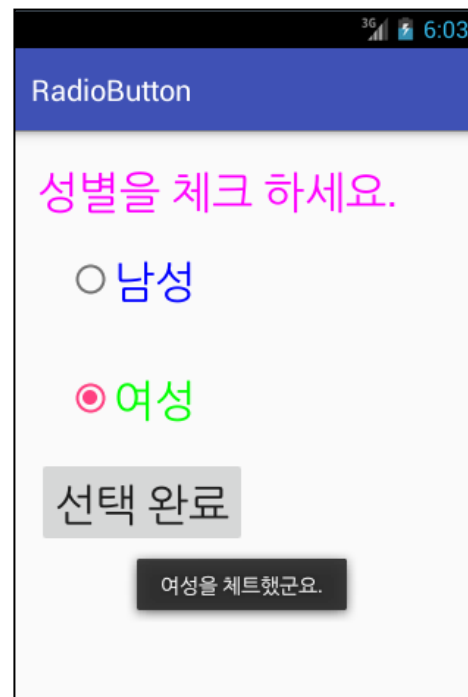 3G 6:03
RadioButton
성별을 체크 하세요.
남성
여성
선택 완료
여성을 체트했군요.